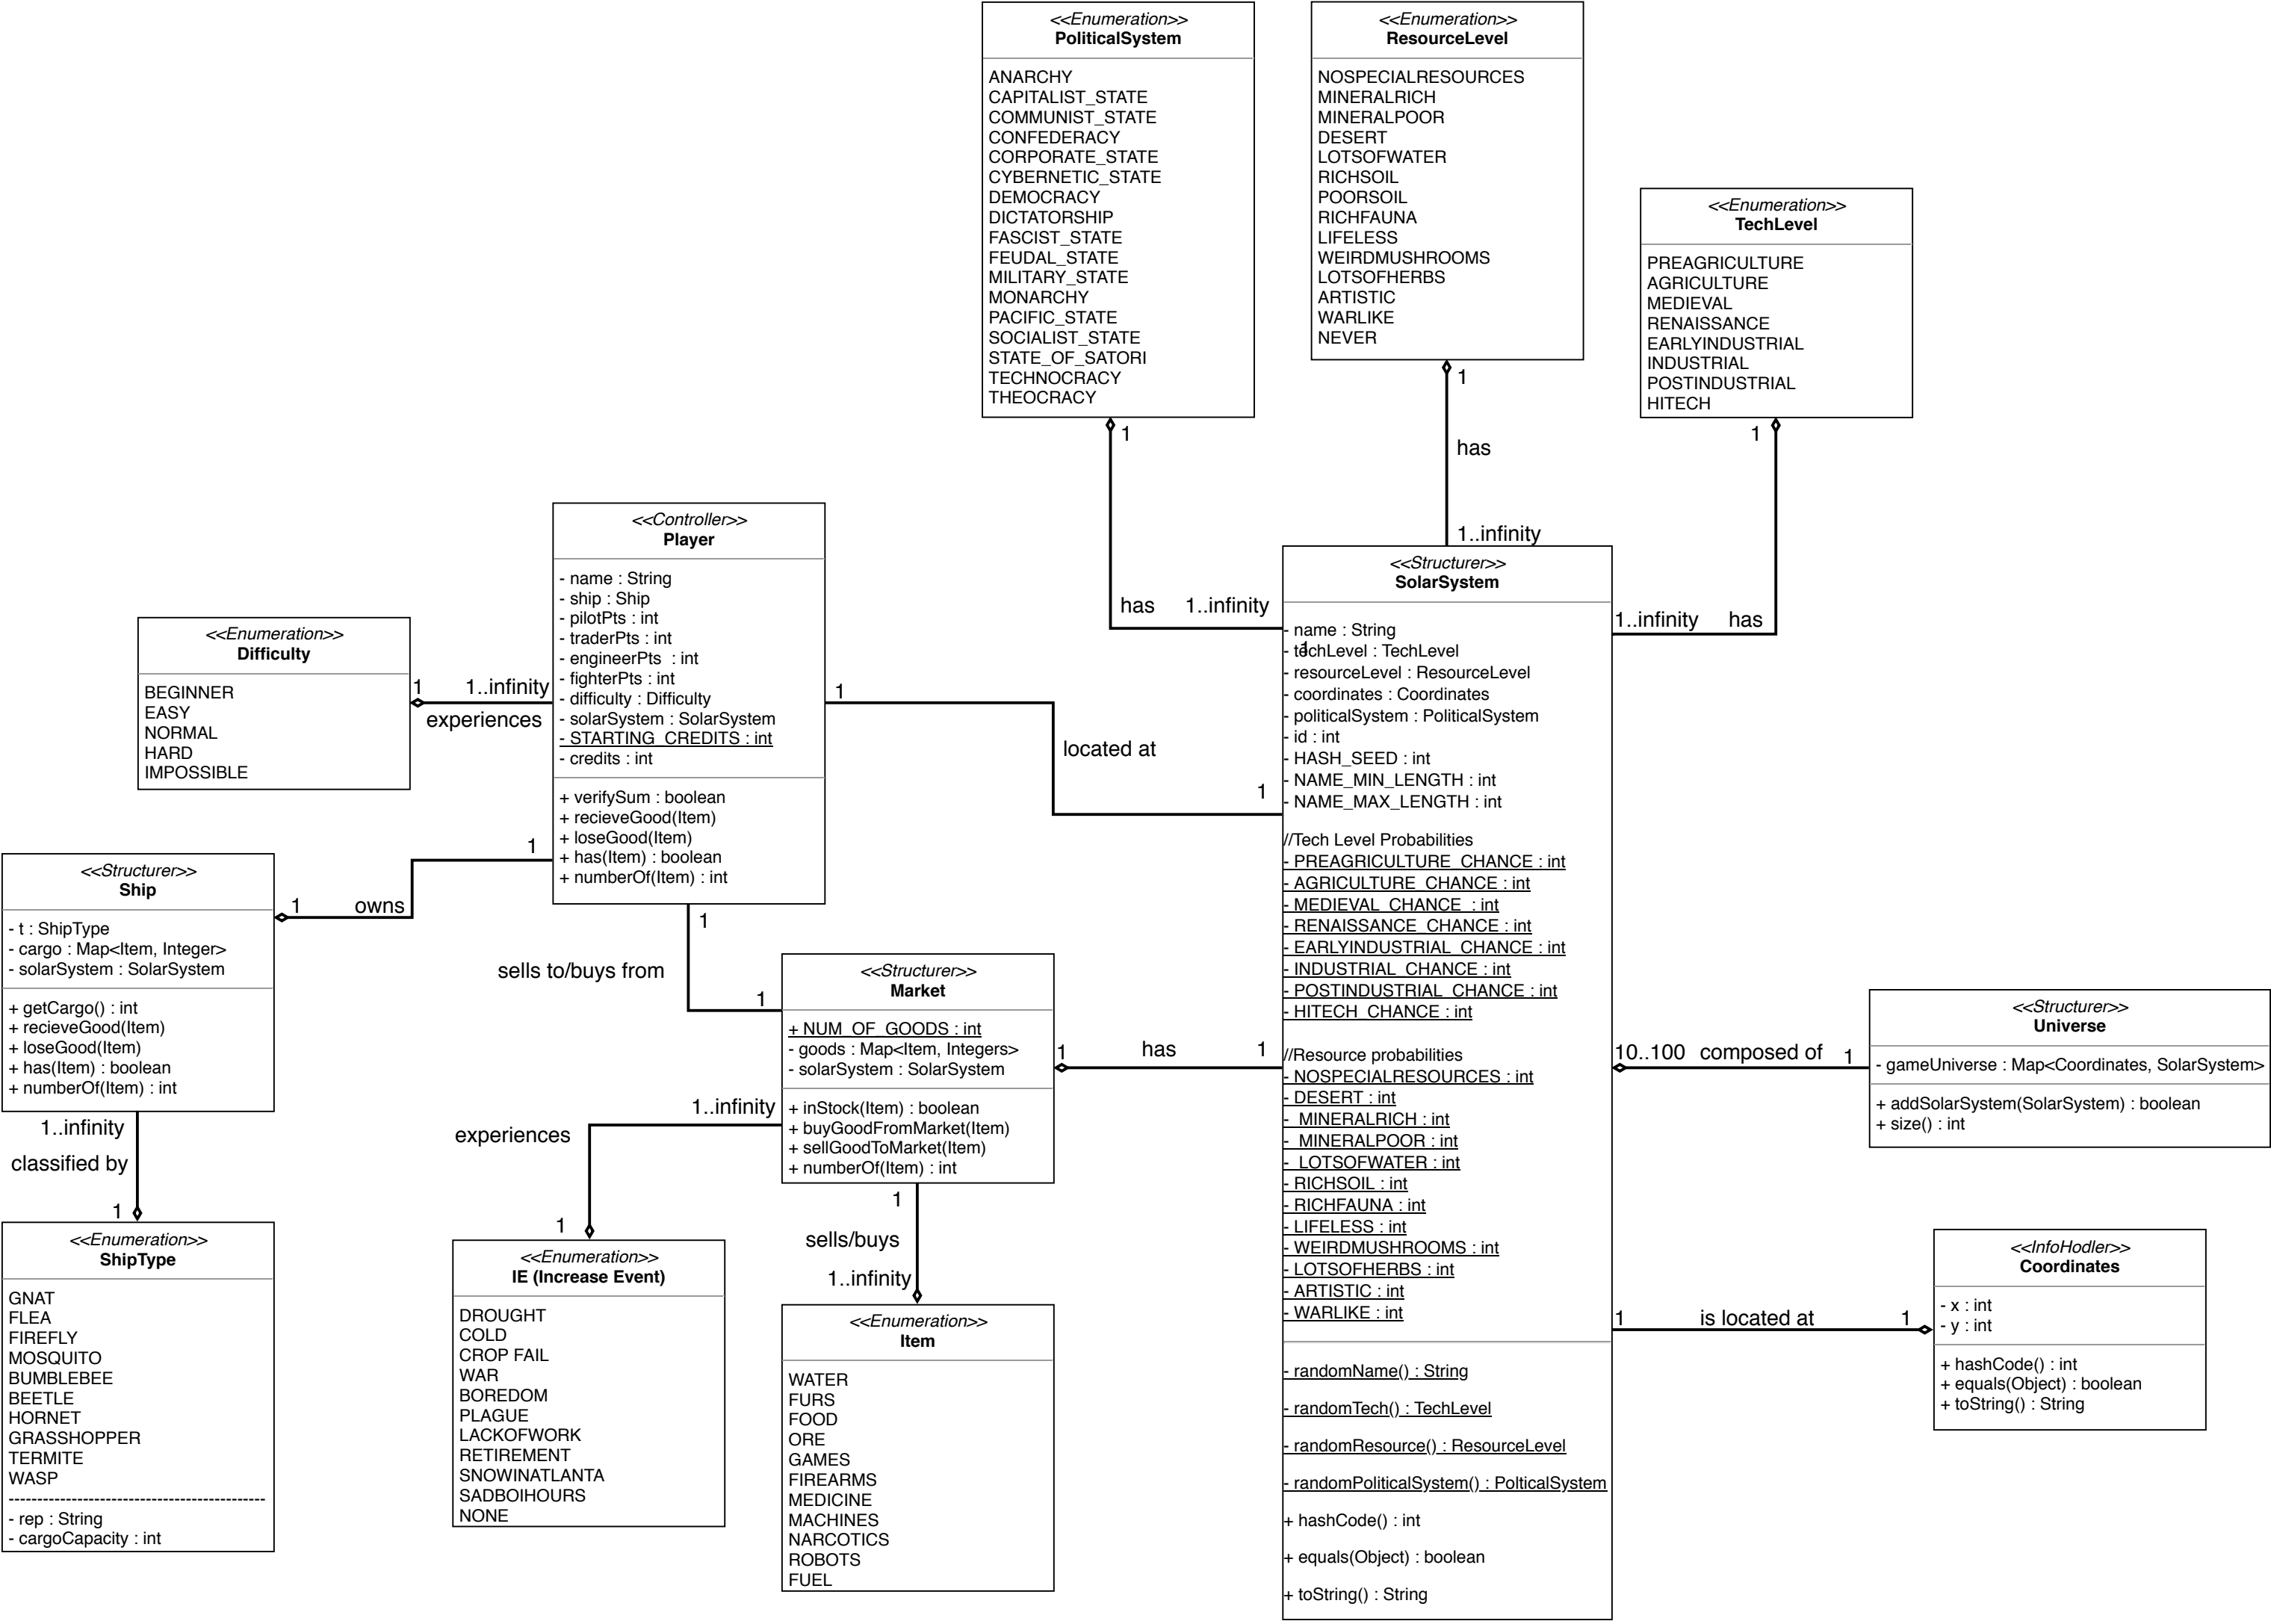 <<Enumeration>>
PoliticalSystem
ANARCHY
CAPITALIST_STATE
COMMUNIST_STATE
CONFEDERACY
CORPORATE_STATE
CYBERNETIC_STATE
DEMOCRACY
DICTATORSHIP
FASCIST_STATE
FEUDAL_STATE
MILITARY_STATE
MONARCHY
PACIFIC_STATE
SOCIALIST_STATE
STATE_OF_SATORI
TECHNOCRACY
THEOCRACY
1
has
1..infinity
<<Enumeration>>
ResourceLevel
NOSPECIALRESOURCES
MINERALRICH
MINERALPOOR
DESERT
LOTSOFWATER
RICHSOIL
POORSOIL
RICHFAUNA
LIFELESS
WEIRDMUSHROOMS
LOTSOFHERBS
ARTISTIC
WARLIKE
NEVER
1
has
1..infinity
<<Enumeration>>
TechLevel
PREAGRICULTURE
AGRICULTURE
MEDIEVAL
RENAISSANCE
EARLYINDUSTRIAL
INDUSTRIAL
POSTINDUSTRIAL
HITECH
1
1..infinity has
<<Controller>>
Player
- name : String
- ship : Ship
- pilotPts : int
- traderPts : int
- engineerPts : int
- fighterPts : int
- difficulty : Difficulty
- solarSystem : SolarSystem
- STARTING_CREDITS : int
- credits : int
+ verifySum : boolean
+ recieveGood(Item)
+ loseGood(Item)
+ has(Item) : boolean
+ numberOf(Item) : int
<<Enumeration>>
Difficulty
BEGINNER
EASY
NORMAL
HARD
IMPOSSIBLE
1 1..infinity
experiences
1
located at
1
1
1 owns
<<Structurer>>
Ship
- t : ShipType
- cargo : Map<Item, Integer>
- solarSystem : SolarSystem
+ getCargo() : int
+ recieveGood(Item)
+ loseGood(Item)
+ has(Item) : boolean
+ numberOf(Item) : int
1..infinity
classified by
1
<<Enumeration>>
ShipType
GNAT
FLEA
FIREFLY
MOSQUITO
BUMBLEBEE
BEETLE
HORNET
GRASSHOPPER
TERMITE
WASP
---------------------------------------------
- rep : String
- cargoCapacity : int
1
sells to/buys from
1
<<Structurer>>
Market
+ NUM_OF_GOODS : int
- goods : Map<Item, Integers>
- solarSystem : SolarSystem
+ inStock(Item) : boolean
+ buyGoodFromMarket(Item)
+ sellGoodToMarket(Item)
+ numberOf(Item) : int
1 has 1
1..infinity
experiences
1
<<Enumeration>>
IE (Increase Event)
DROUGHT
COLD
CROP FAIL
WAR
BOREDOM
PLAGUE
LACKOFWORK
RETIREMENT
SNOWINATLANTA
SADBOIHOURS
NONE
1
sells/buys
1..infinity
<<Enumeration>>
Item
WATER
FURS
FOOD
ORE
GAMES
FIREARMS
MEDICINE
MACHINES
NARCOTICS
ROBOTS
FUEL
<<Structurer>>
SolarSystem
- name : String
1
- techLevel : TechLevel
- resourceLevel : ResourceLevel
- coordinates : Coordinates
- politicalSystem : PoliticalSystem
- id : int
- HASH_SEED : int
- NAME_MIN_LENGTH : int
- NAME_MAX_LENGTH : int
//Tech Level Probabilities
- PREAGRICULTURE_CHANCE : int
- AGRICULTURE_CHANCE : int
- MEDIEVAL_CHANCE : int
- RENAISSANCE_CHANCE : int
- EARLYINDUSTRIAL_CHANCE : int
- INDUSTRIAL_CHANCE : int
- POSTINDUSTRIAL_CHANCE : int
- HITECH_CHANCE : int
//Resource probabilities
- NOSPECIALRESOURCES : int
- DESERT : int
- MINERALRICH : int
- MINERALPOOR : int
- LOTSOFWATER : int
- RICHSOIL : int
- RICHFAUNA : int
- LIFELESS : int
- WEIRDMUSHROOMS : int
- LOTSOFHERBS : int
- ARTISTIC : int
- WARLIKE : int
- randomName() : String
- randomTech() : TechLevel
- randomResource() : ResourceLevel
- randomPoliticalSystem() : PolticalSystem
+ hashCode() : int
+ equals(Object) : boolean
+ toString() : String
10..100 composed of 1
<<Structurer>>
Universe
- gameUniverse : Map<Coordinates, SolarSystem>
+ addSolarSystem(SolarSystem) : boolean
+ size() : int
1 is located at 1
<<InfoHodler>>
Coordinates
- x : int
- y : int
+ hashCode() : int
+ equals(Object) : boolean
+ toString() : String